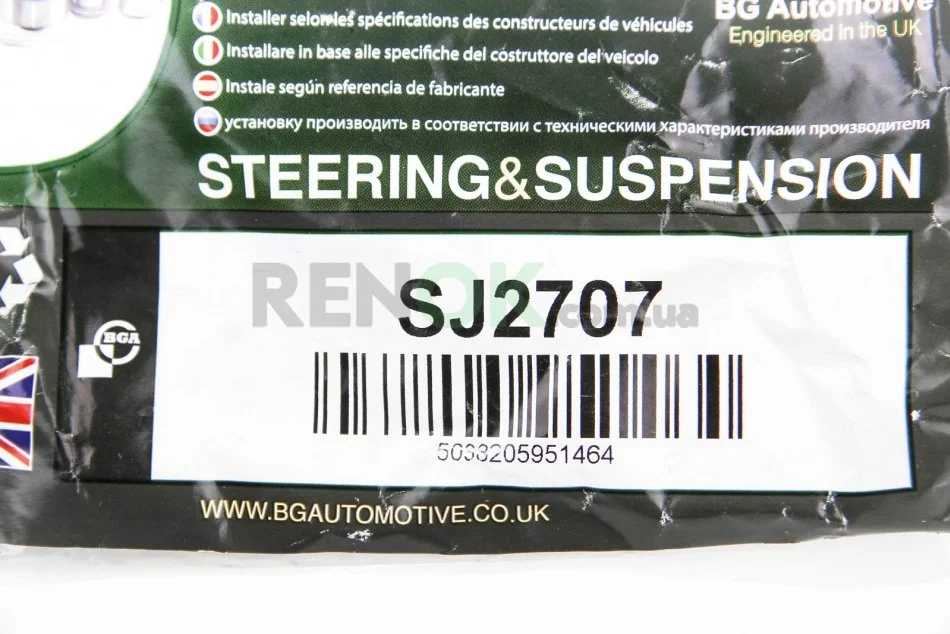 BG Automotive
Engineered in the UK
Installer selon les spécifications des constructeurs de véhicules
Installare in base alle specifiche del costruttore del veicolo
Instale según referencia de fabricante
установку производить в соответствии с техническими характеристиками производителя
STEERING&SUSPENSION
RENOK.com.ua
SJ2707
BGA
5038205951464
WWW.BGAUTOMOTIVE.CO.UK